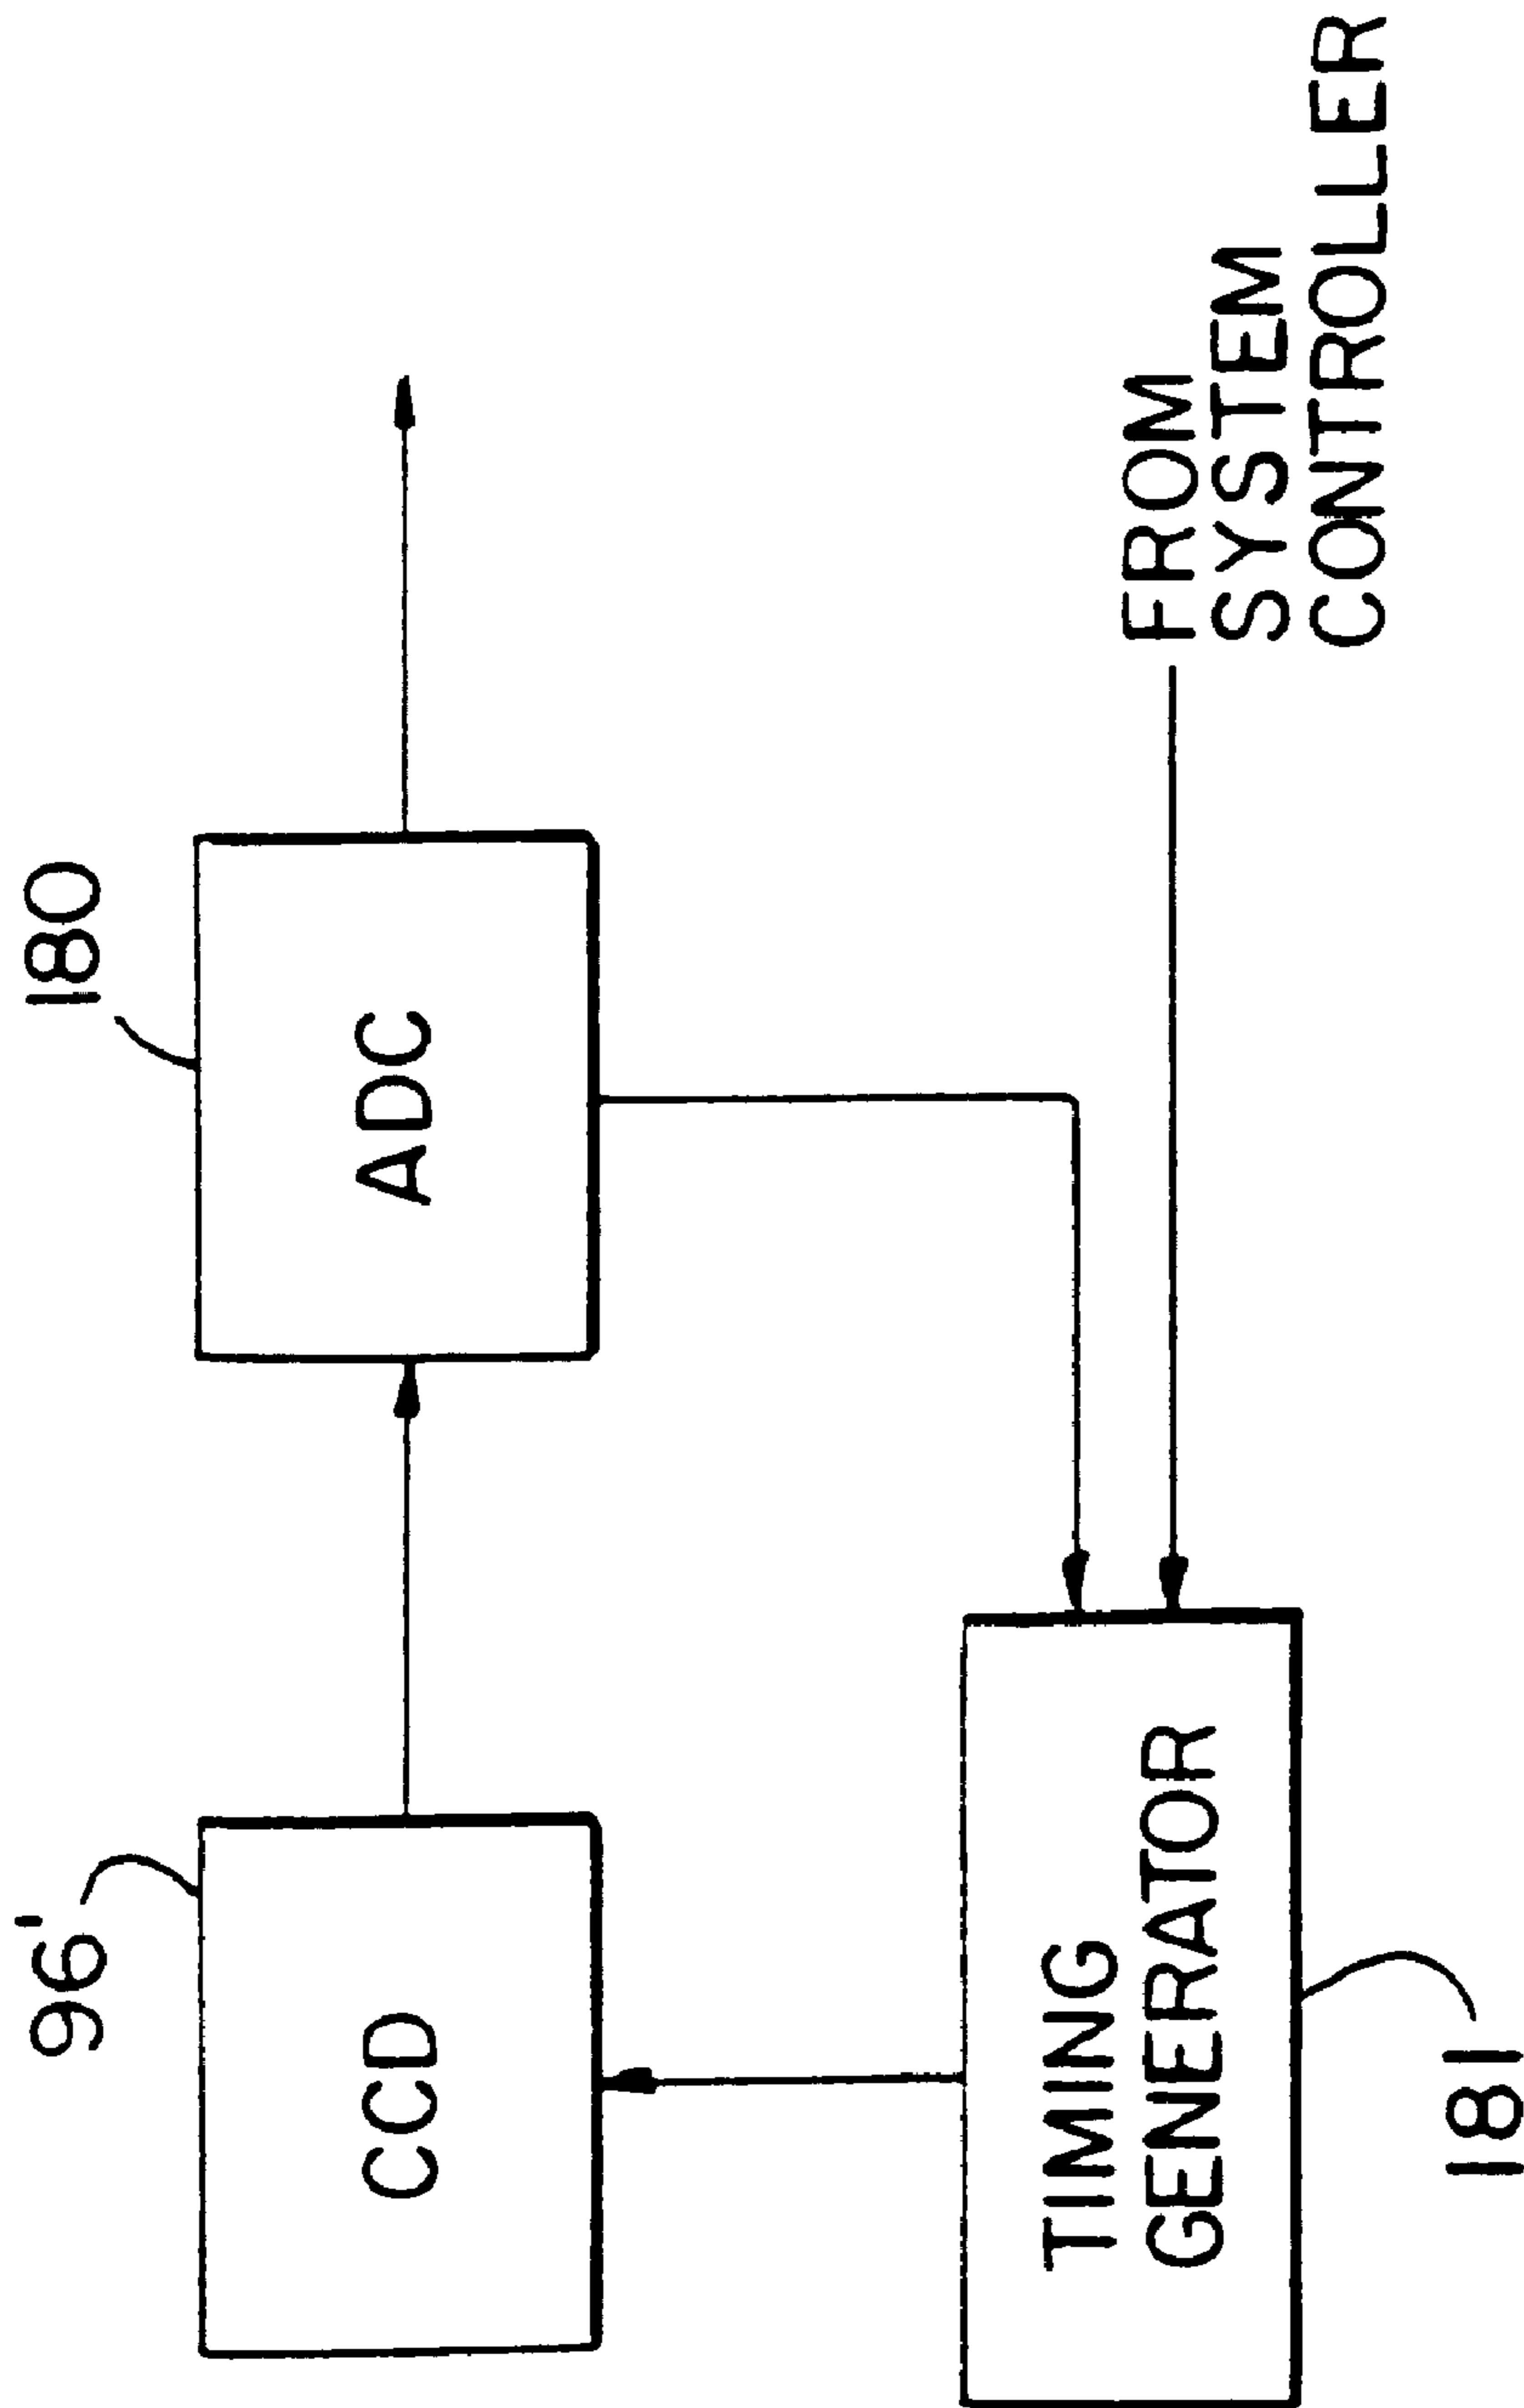 96'
180
CCD
ADC
TIMING
GENERATOR
FROM
SYSTEM
CONTROLLER
181